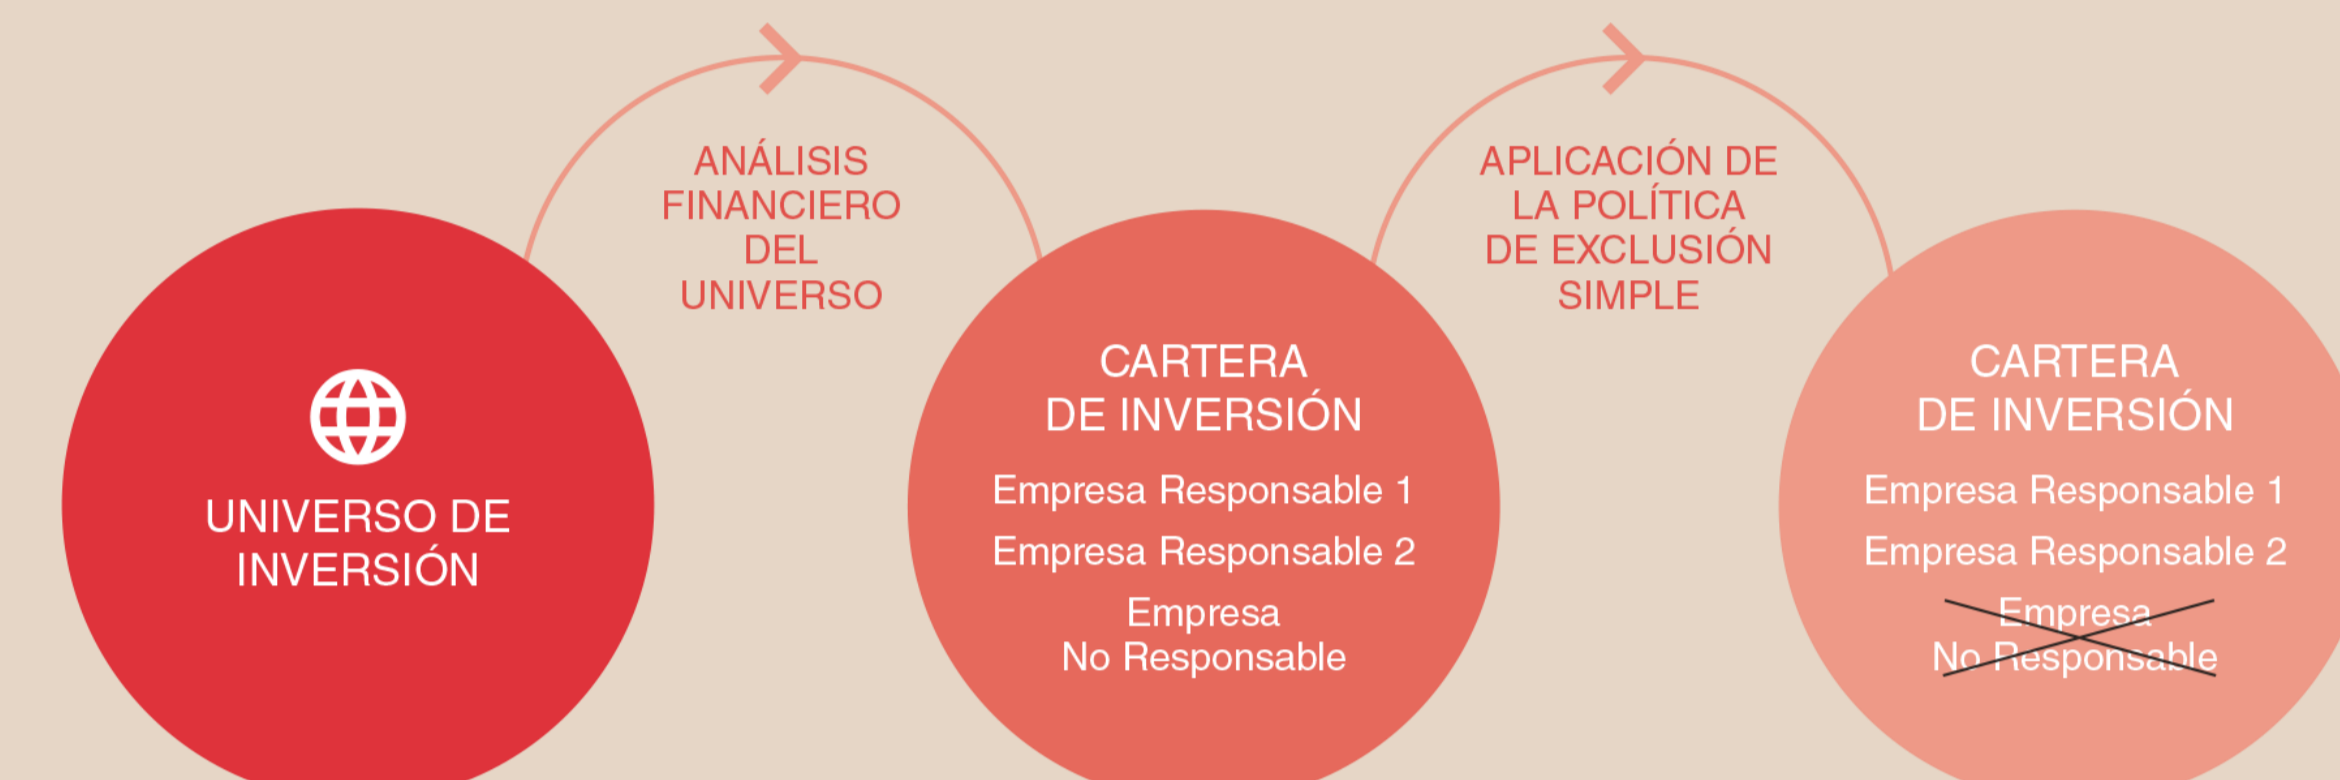 ANÁLISIS
FINANCIERO
DEL
UNIVERSO
APLICACIÓN DE
LA POLÍTICA
DE EXCLUSIÓN
SIMPLE
UNIVERSO DE
INVERSIÓN
CARTERA
DE INVERSIÓN
Empresa Responsable 1
Empresa Responsable 2
Empresa
No Responsable
CARTERA
DE INVERSIÓN
Empresa Responsable 1
Empresa Responsable 2
Empresa
No Responsable